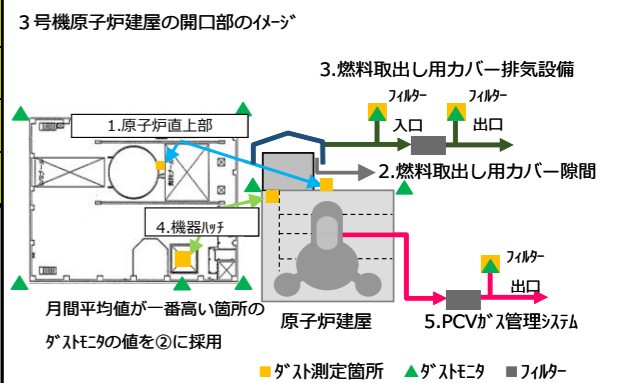 ３号機原子炉建屋の開口部のｲﾒｰｼﾞ
3.燃料取出し用カバー排気設備
ﾌｨﾙﾀｰ
ﾌｨﾙﾀｰ
入口
出口
1.原子炉直上部
2.燃料取出し用カバー隙間
4.機器ﾊｯﾁ
ﾌｨﾙﾀｰ
出口
月間平均値が一番高い箇所の
ﾀﾞｽﾄﾓﾆﾀの値を②に採用
原子炉建屋
5.PCVｶﾞｽ管理ｼｽﾃﾑ
ﾀﾞｽﾄ測定箇所
ﾀﾞｽﾄﾓﾆﾀ
ﾌｨﾙﾀｰ